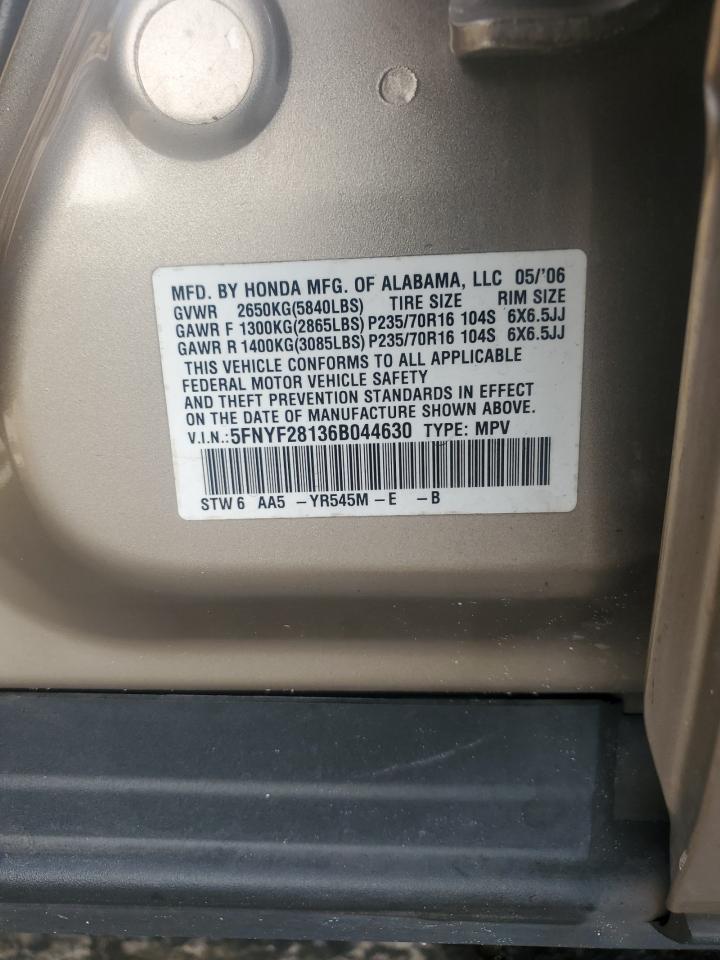 MFD. BY HONDA MFG. OF ALABAMA, LLC 05/'06
GVWR 2650KG(5840LBS) TIRE SIZE RIM SIZE
GAWR F 1300KG(2865LBS) P235/70R16 104S 6X6.5JJ
GAWR R 1400KG(3085LBS) P235/70R16 104S 6X6.5JJ
THIS VEHICLE CONFORMS TO ALL APPLICABLE
FEDERAL MOTOR VEHICLE SAFETY
AND THEFT PREVENTION STANDARDS IN EFFECT
ON THE DATE OF MANUFACTURE SHOWN ABOVE.
V.I.N.:5FNYF28136B044630 TYPE: MPV
STW6 AA5 -YR545M-E -B